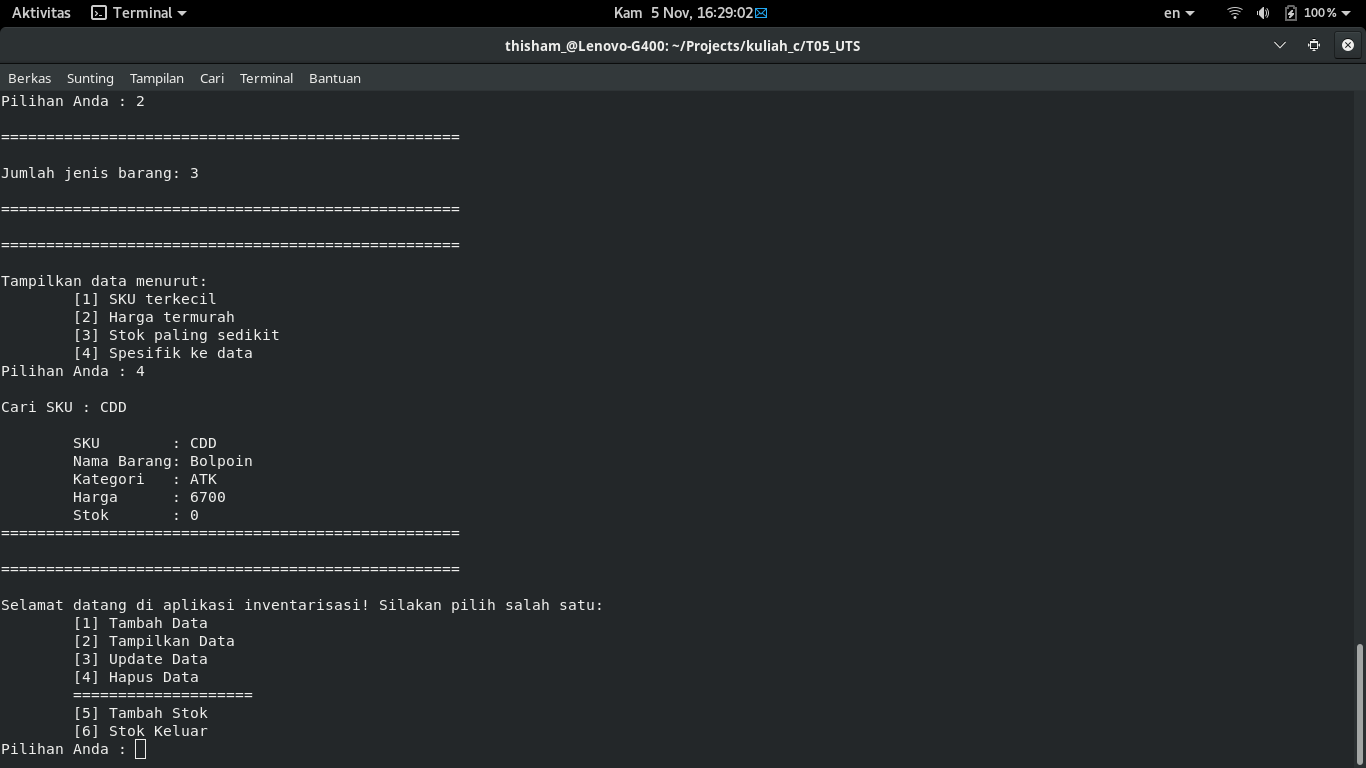 Aktivitas Terminal Kam 5 Nov, 16:29:02 en 100%
thisham_@Lenovo-G400: ~/Projects/kuliah_c/T05_UTS
Berkas Sunting Tampilan Cari Terminal Bantuan
Pilihan Anda : 2
===================================================
Jumlah jenis barang: 3
===================================================
===================================================
Tampilkan data menurut:
[1] SKU terkecil
[2] Harga termurah
[3] Stok paling sedikit
[4] Spesifik ke data
Pilihan Anda : 4
Cari SKU : CDD
SKU : CDD
Nama Barang: Bolpoin
Kategori : ATK
Harga : 6700
Stok : 0
===================================================
===================================================
Selamat datang di aplikasi inventarisasi! Silakan pilih salah satu:
[1] Tambah Data
[2] Tampilkan Data
[3] Update Data
[4] Hapus Data
====================
[5] Tambah Stok
[6] Stok Keluar
Pilihan Anda :